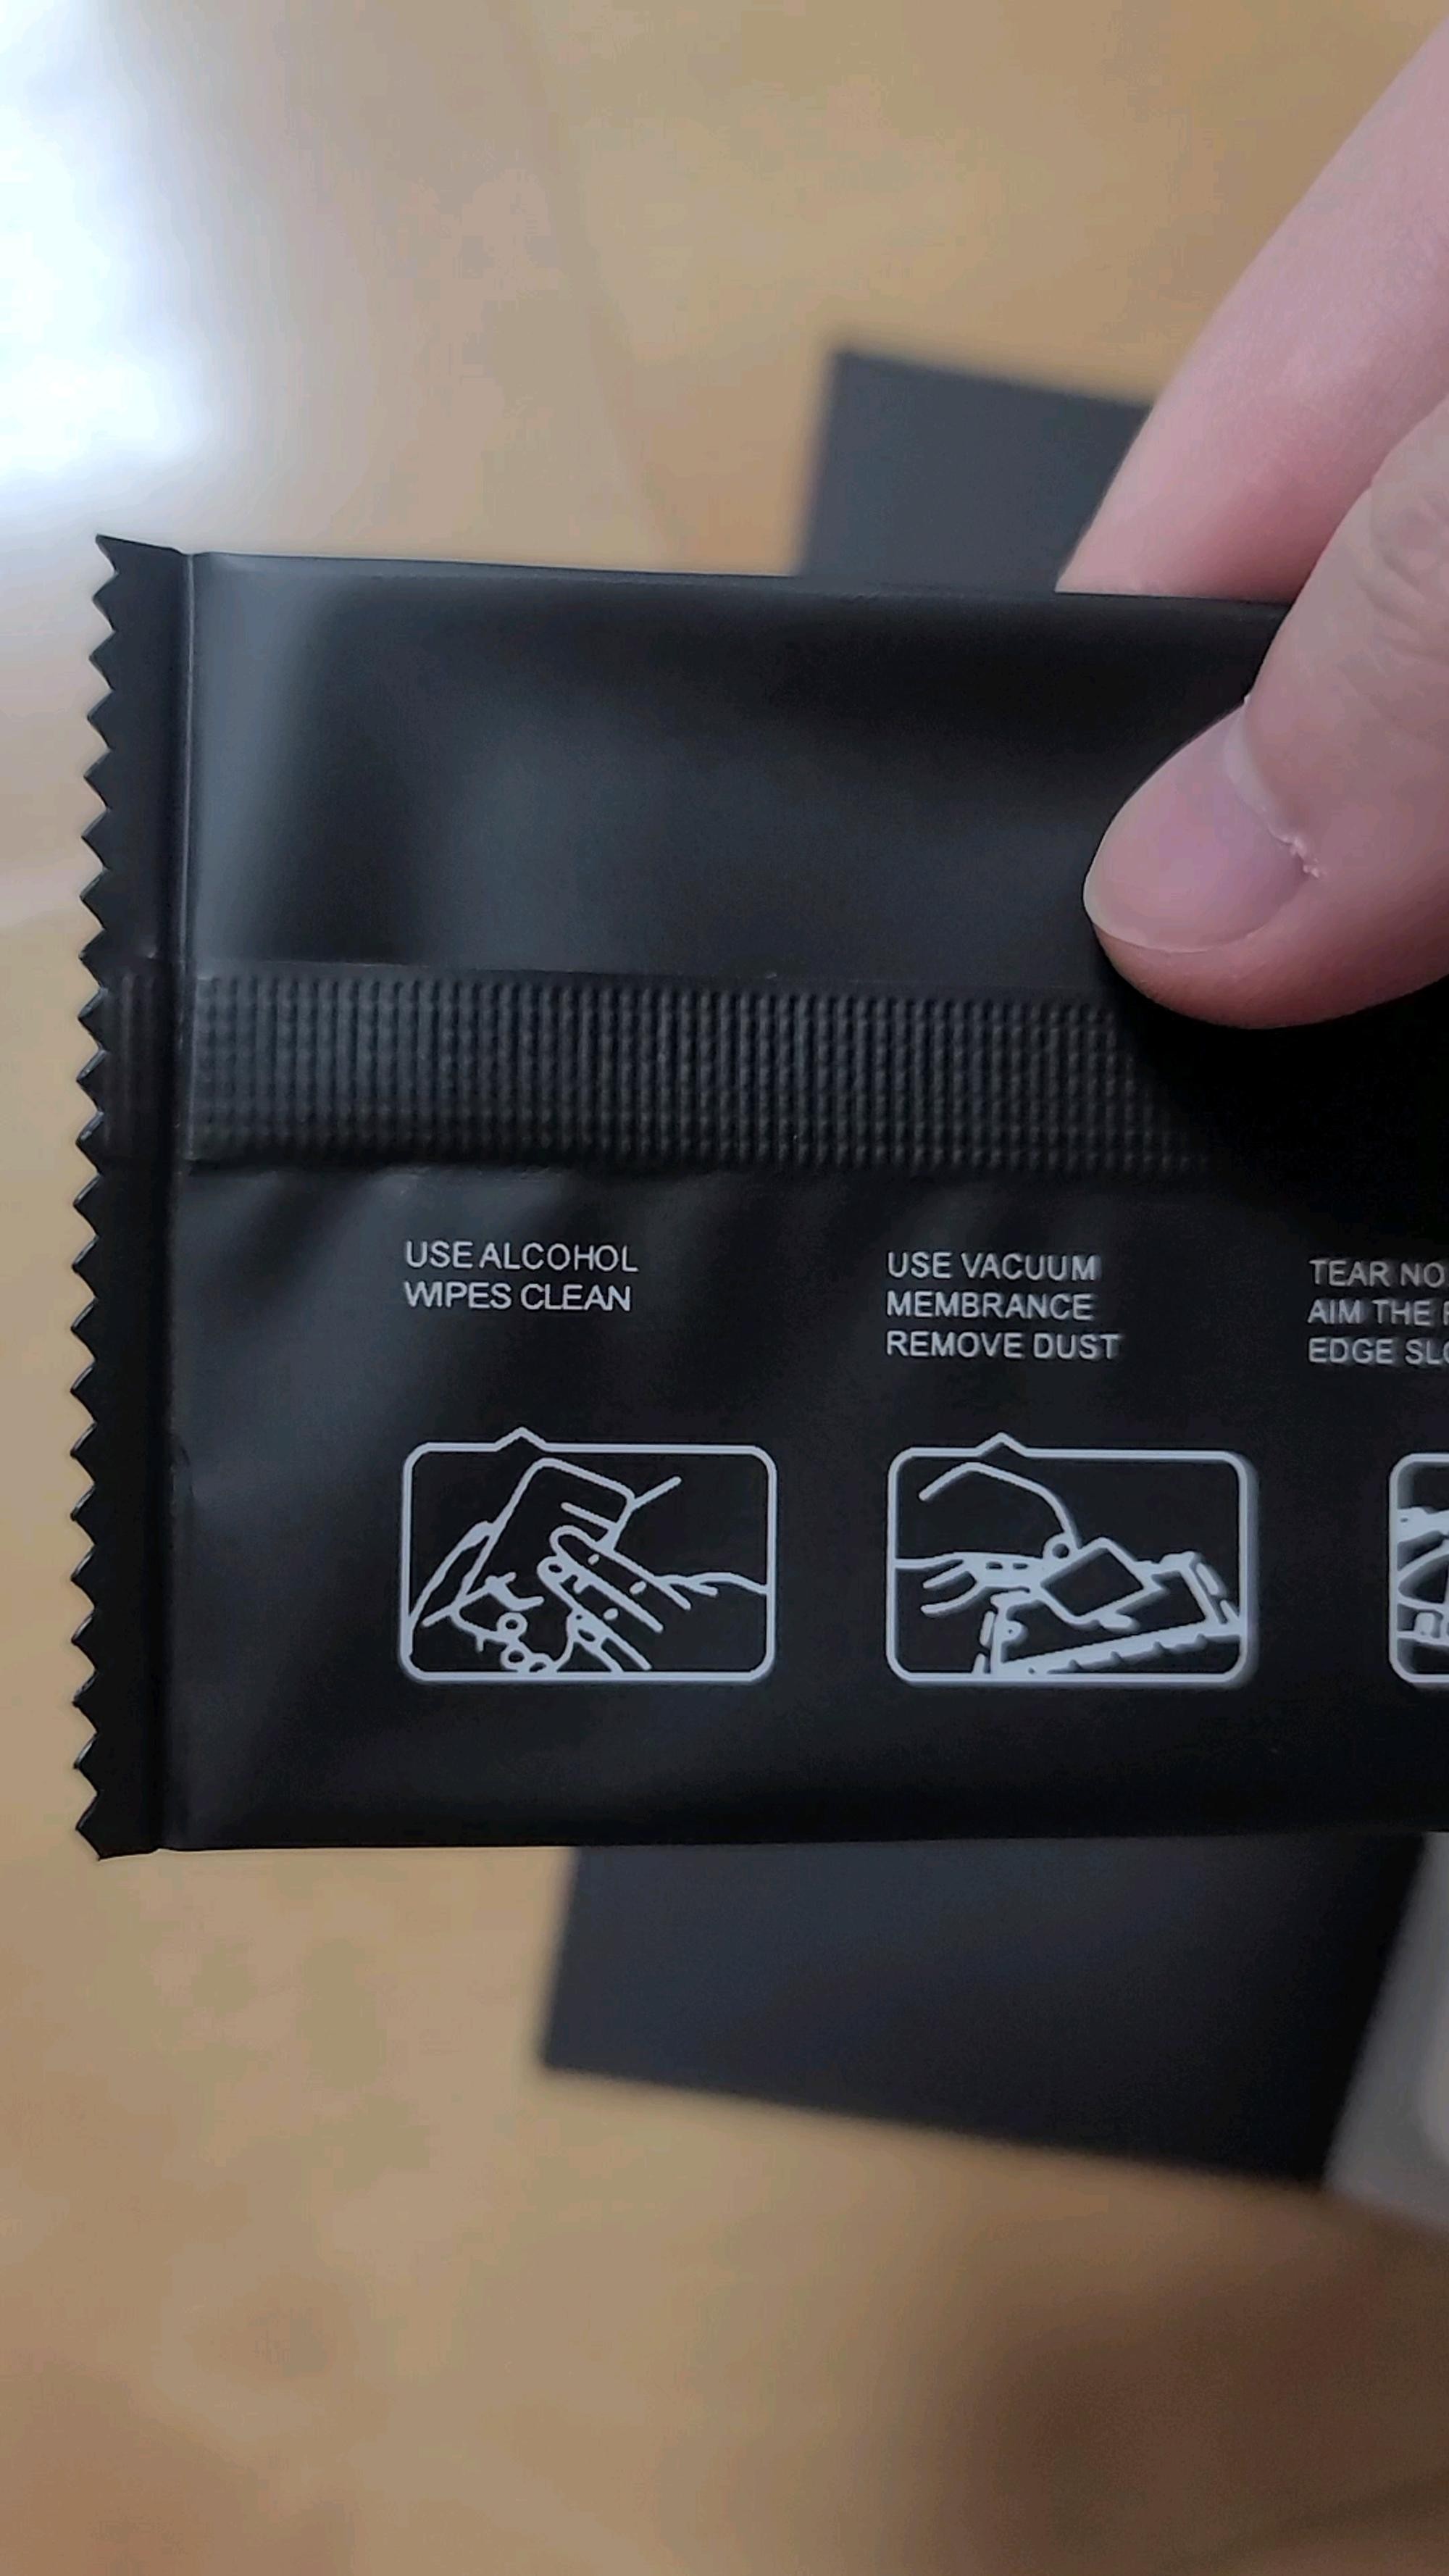 USE ALCOHOL
WIPES CLEAN
USE VACUUM
MEMBRANCE
REMOVE DUST
TEAR
AIM THE
EDGE